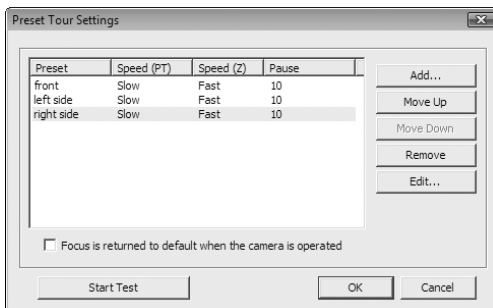 Preset Tour Settings
Preset Speed (PT) Speed (Z) Pause
front Slow Fast 10
left side Slow Fast 10
right side Slow Fast 10
Add...
Move Up
Move Down
Remove
Edit...
Focus is returned to default when the camera is operated
Start Test OK Cancel